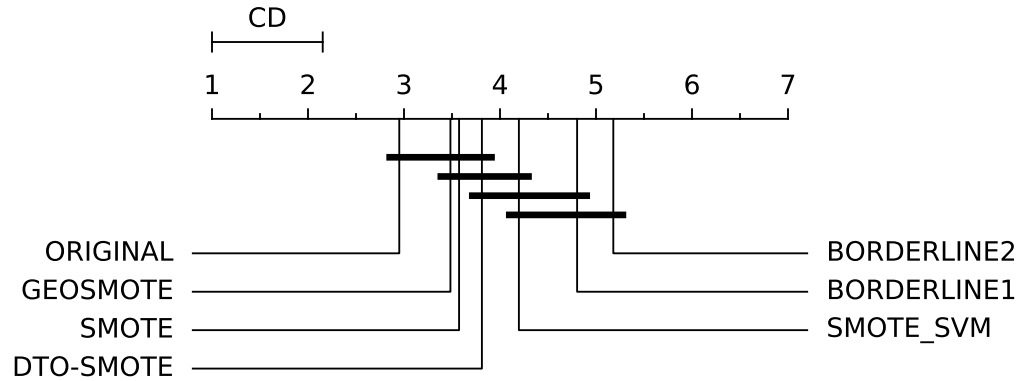 CD
1 2 3 4 5 6 7
ORIGINAL
BORDERLINE2
GEOSMOTE
BORDERLINE1
SMOTE
SMOTE_SVM
DTO-SMOTE